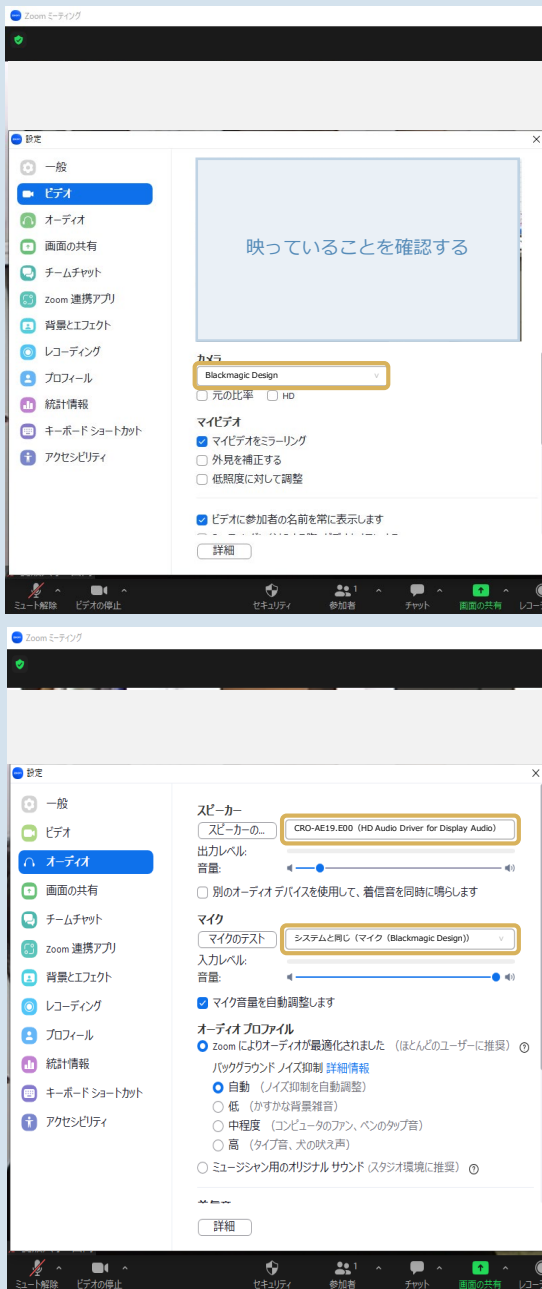 Zoom ミーティング
設定
一般
ビデオ
オーディオ
画面の共有
チームチャット
Zoom 連携アプリ
背景とエフェクト
レコーディング
プロフィール
統計情報
キーボード ショートカット
アクセシビリティ
映っていることを確認する
カメラ
Blackmagic Design
元の比率 HD
マイビデオ
マイビデオをミラーリング
外見を補正する
低照度に対して調整
ビデオに参加者の名前を常に表示します
詳細
ミュート解除 ビデオの停止 セキュリティ 参加者 1 チャット 画面の共有
Zoom ミーティング
設定
一般
ビデオ
オーディオ
画面の共有
チームチャット
Zoom 連携アプリ
背景とエフェクト
レコーディング
プロフィール
統計情報
キーボード ショートカット
アクセシビリティ
スピーカー
スピーカーの... CRO-AE19.E00（HD Audio Driver for Display Audio）
出力レベル:
音量:
別のオーディオ デバイスを使用して、着信音を同時に鳴らします
マイク
マイクのテスト システムと同じ（マイク（Blackmagic Design））
入力レベル:
音量:
マイク音量を自動調整します
オーディオ プロファイル
Zoom によりオーディオが最適化されました （ほとんどのユーザーに推奨）
バックグラウンド ノイズ抑制 詳細情報
自動 （ノイズ抑制を自動調整）
低 （かすかな背景雑音）
中程度 （コンピュータのファン、ペンのタップ音）
高 （タイプ音、犬の吠え声）
ミュージシャン用のオリジナル サウンド （スタジオ環境に推奨）
詳細
ミュート解除 ビデオの停止 セキュリティ 参加者 1 チャット 画面の共有